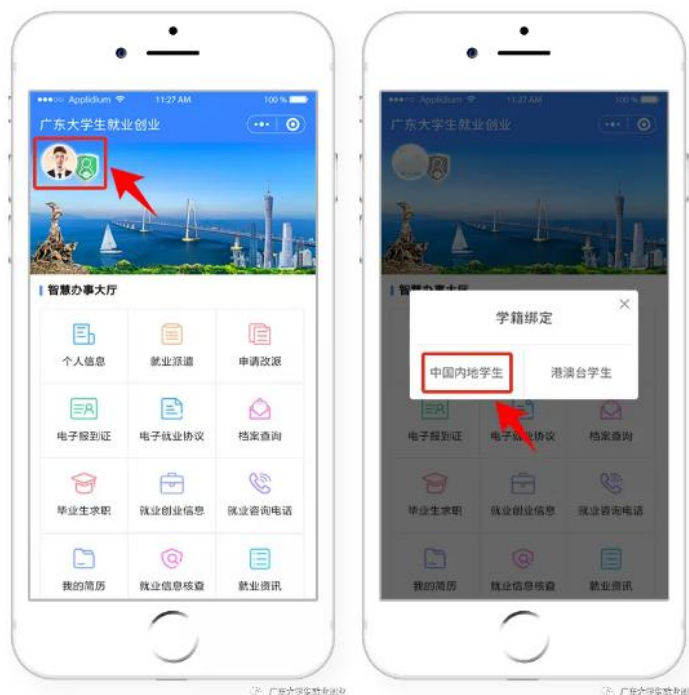 Applidium 11:27 AM 100 %
广东大学生就业创业
智慧办事大厅
个人信息 就业派遣 申请改派
电子报到证 电子就业协议 档案查询
毕业生求职 就业创业信息 就业咨询电话
我的简历 就业信息核查 就业资讯
广东大学生就业创业
Applidium 11:27 AM 100 %
广东大学生就业创业
学籍绑定
中国内地学生 港澳台学生
电子报到证 电子就业协议 档案查询
毕业生求职 就业创业信息 就业咨询电话
我的简历 就业信息核查 就业资讯
广东大学生就业创业